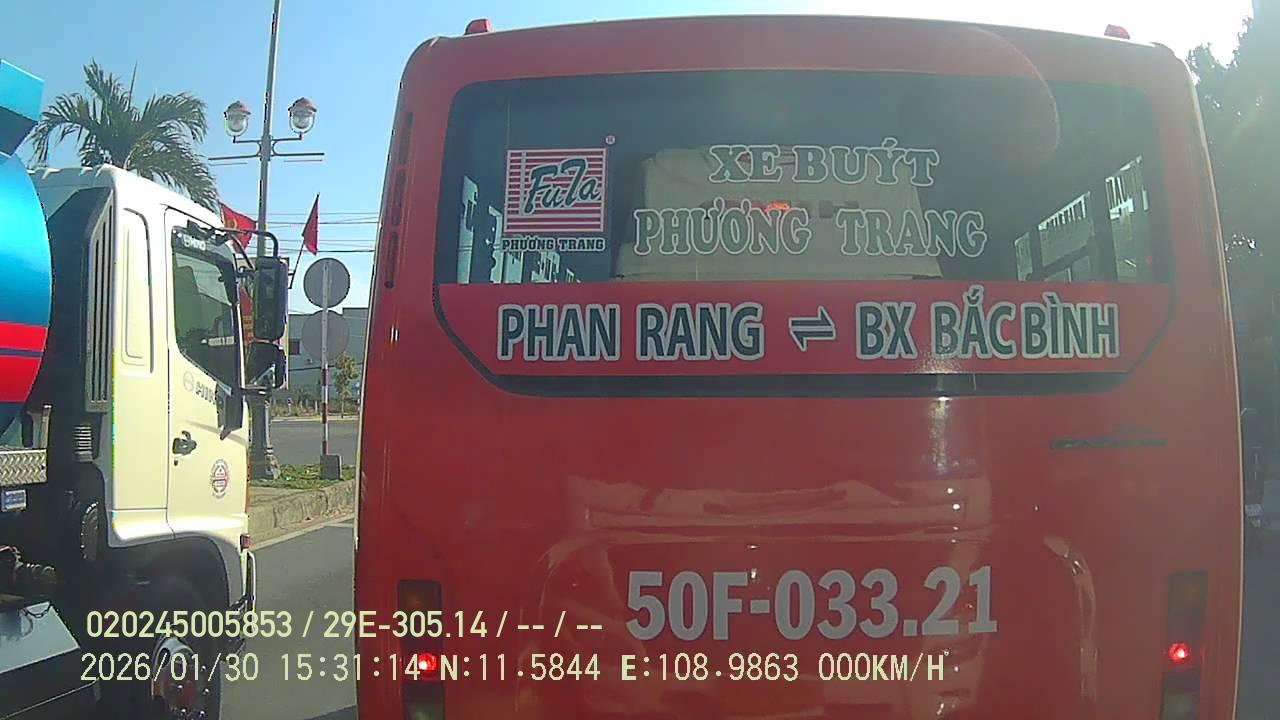 XE BUÝT
FuTa
®
PHƯƠNG TRANG
PHƯƠNG TRANG
PHAN RANG ⇌ BX BẮC BÌNH
50F-033.21
020245005853 / 29E-305.14 / -- / --
2026/01/30 15:31:14 N:11.5844 E:108.9863 000KM/H